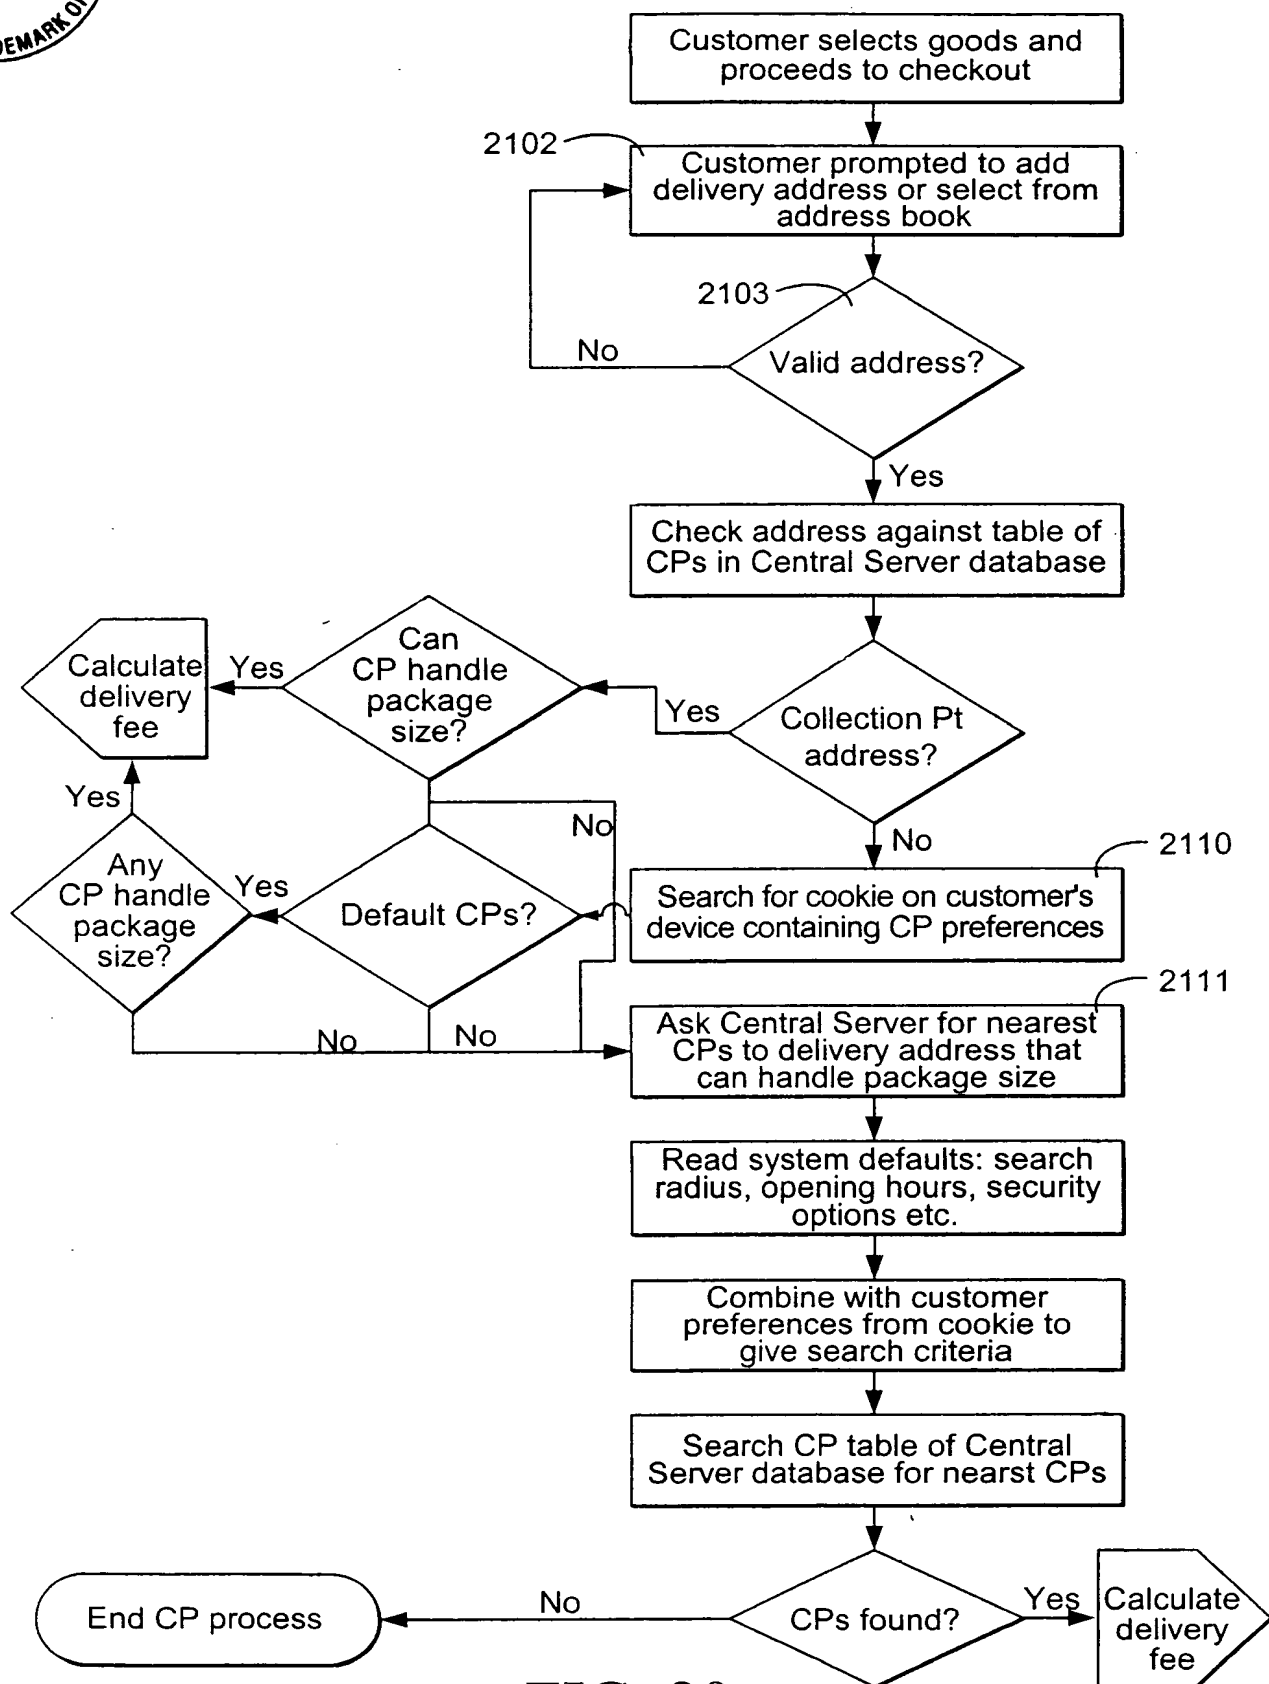 DEMARK O
Customer selects goods and
proceeds to checkout
2102
Customer prompted to add
delivery address or select from
address book
2103
Valid address?
No
Yes
Check address against table of
CPs in Central Server database
Collection Pt
address?
Yes
Can
CP handle
package
size?
Yes
Calculate
delivery
fee
Yes
No
No
2110
Search for cookie on customer's
device containing CP preferences
Default CPs?
Yes
Any
CP handle
package
size?
No
No
2111
Ask Central Server for nearest
CPs to delivery address that
can handle package size
Read system defaults: search
radius, opening hours, security
options etc.
Combine with customer
preferences from cookie to
give search criteria
Search CP table of Central
Server database for nearst CPs
CPs found?
No
End CP process
Yes
Calculate
delivery
fee